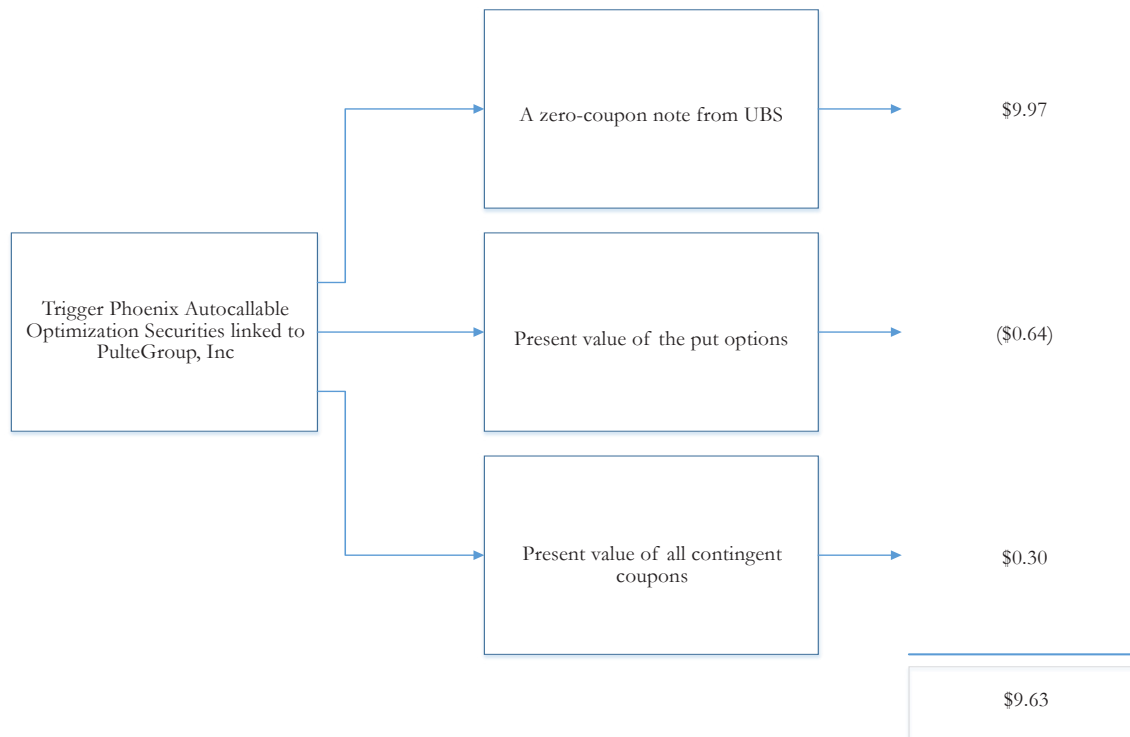 A zero-coupon note from UBS
$9.97
Trigger Phoenix Autocallable
Optimization Securities linked to
PulteGroup, Inc
Present value of the put options
($0.64)
Present value of all contingent
coupons
$0.30
$9.63